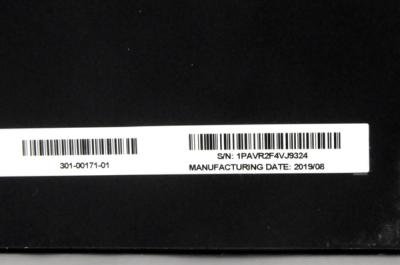 301-00171-01
S/N: 1PAVR2F4VJ9324
MANUFACTURING DATE: 2019/08